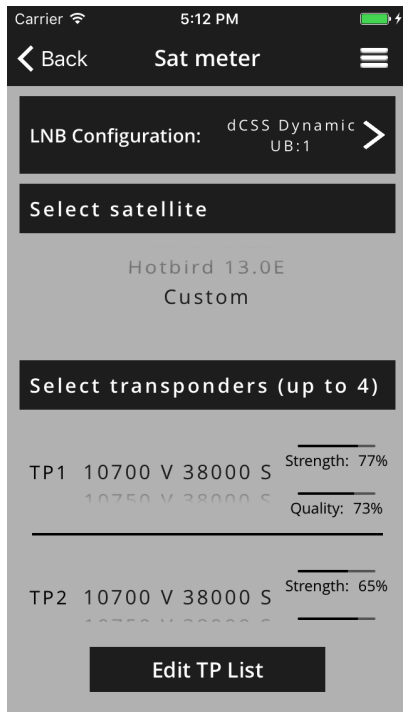 Carrier 5:12 PM
Back Sat meter
LNB Configuration: dCSS Dynamic
UB:1
Select satellite
Hotbird 13.0E
Custom
Select transponders (up to 4)
Strength: 77%
TP1 10700 V 38000 S
10750 V 38000 S
Quality: 73%
Strength: 65%
TP2 10700 V 38000 S
Edit TP List